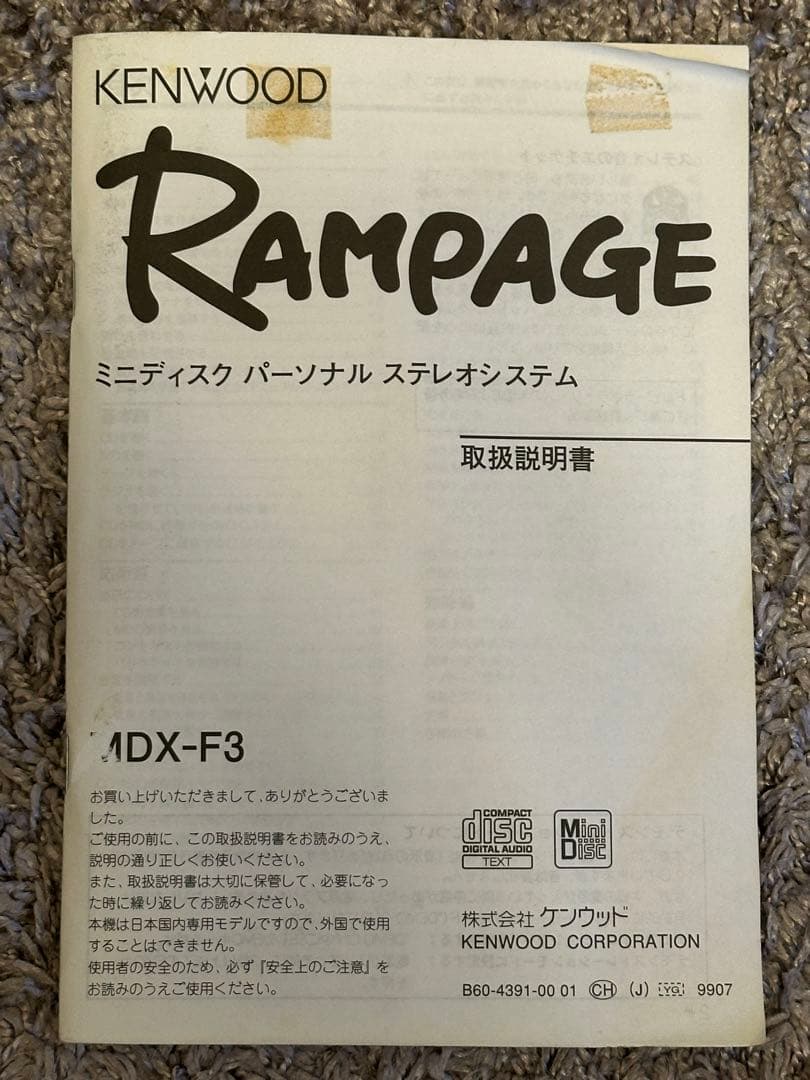 KENWOOD
RAMPAGE
ミニディスク パーソナル ステレオシステム
取扱説明書
MDX-F3
お買い上げいただきまして、ありがとうございま
した。
ご使用の前に、この取扱説明書をお読みのうえ、
説明の通り正しくお使いください。
また、取扱説明書は大切に保管して、必要になっ
た時に繰り返してお読みください。
本機は日本国内専用モデルですので、外国で使用
することはできません。
使用者の安全のため、必ず『安全上のご注意』を
お読みのうえご使用ください。
COMPACT
disc
DIGITAL AUDIO
TEXT
Mini
Disc
株式会社 ケンウッド
KENWOOD CORPORATION
B60-4391-00 01 CH (J) YG 9907